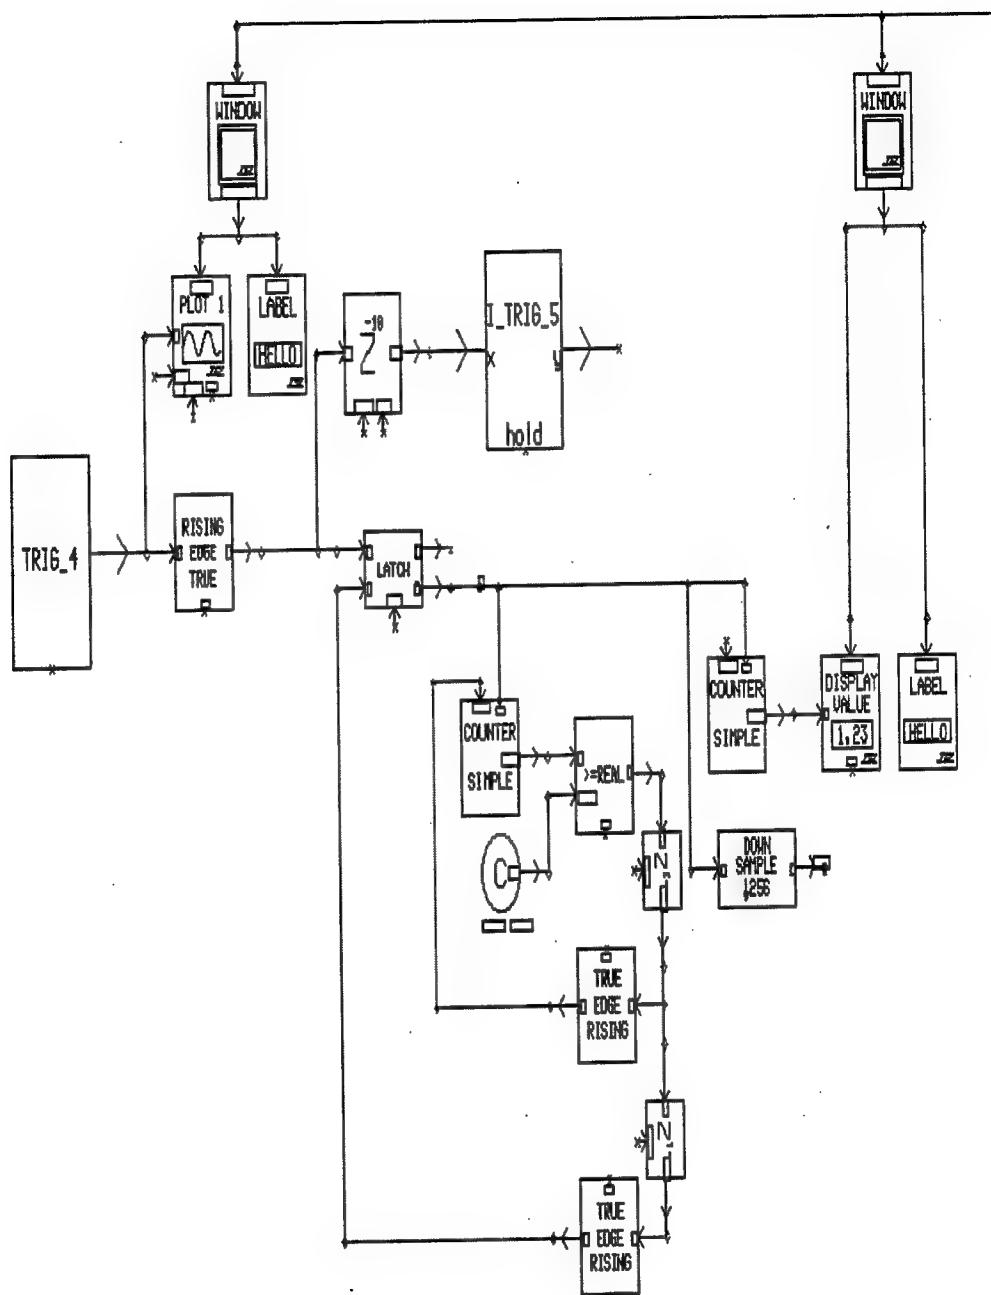 WINDOW
WINDOW
PLOT 1
LABEL
HELLO
Z
-10
I_TRIG_5
X
y
hold
TRIG_4
RISING
EDGE
TRUE
LATCH
COUNTER
SIMPLE
>=REAL
C
COUNTER
SIMPLE
DISPLAY
VALUE
1.23
LABEL
HELLO
Z
DOWN
SAMPLE
256
TRUE
EDGE
RISING
Z
TRUE
EDGE
RISING